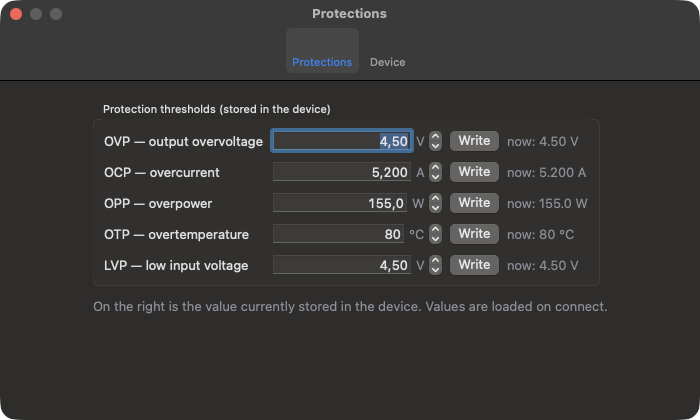 Protections
Protections Device
Protection thresholds (stored in the device)
OVP — output overvoltage 4,50 V Write now: 4.50 V
OCP — overcurrent 5,200 A Write now: 5.200 A
OPP — overpower 155,0 W Write now: 155.0 W
OTP — overtemperature 80 °C Write now: 80 °C
LVP — low input voltage 4,50 V Write now: 4.50 V
On the right is the value currently stored in the device. Values are loaded on connect.